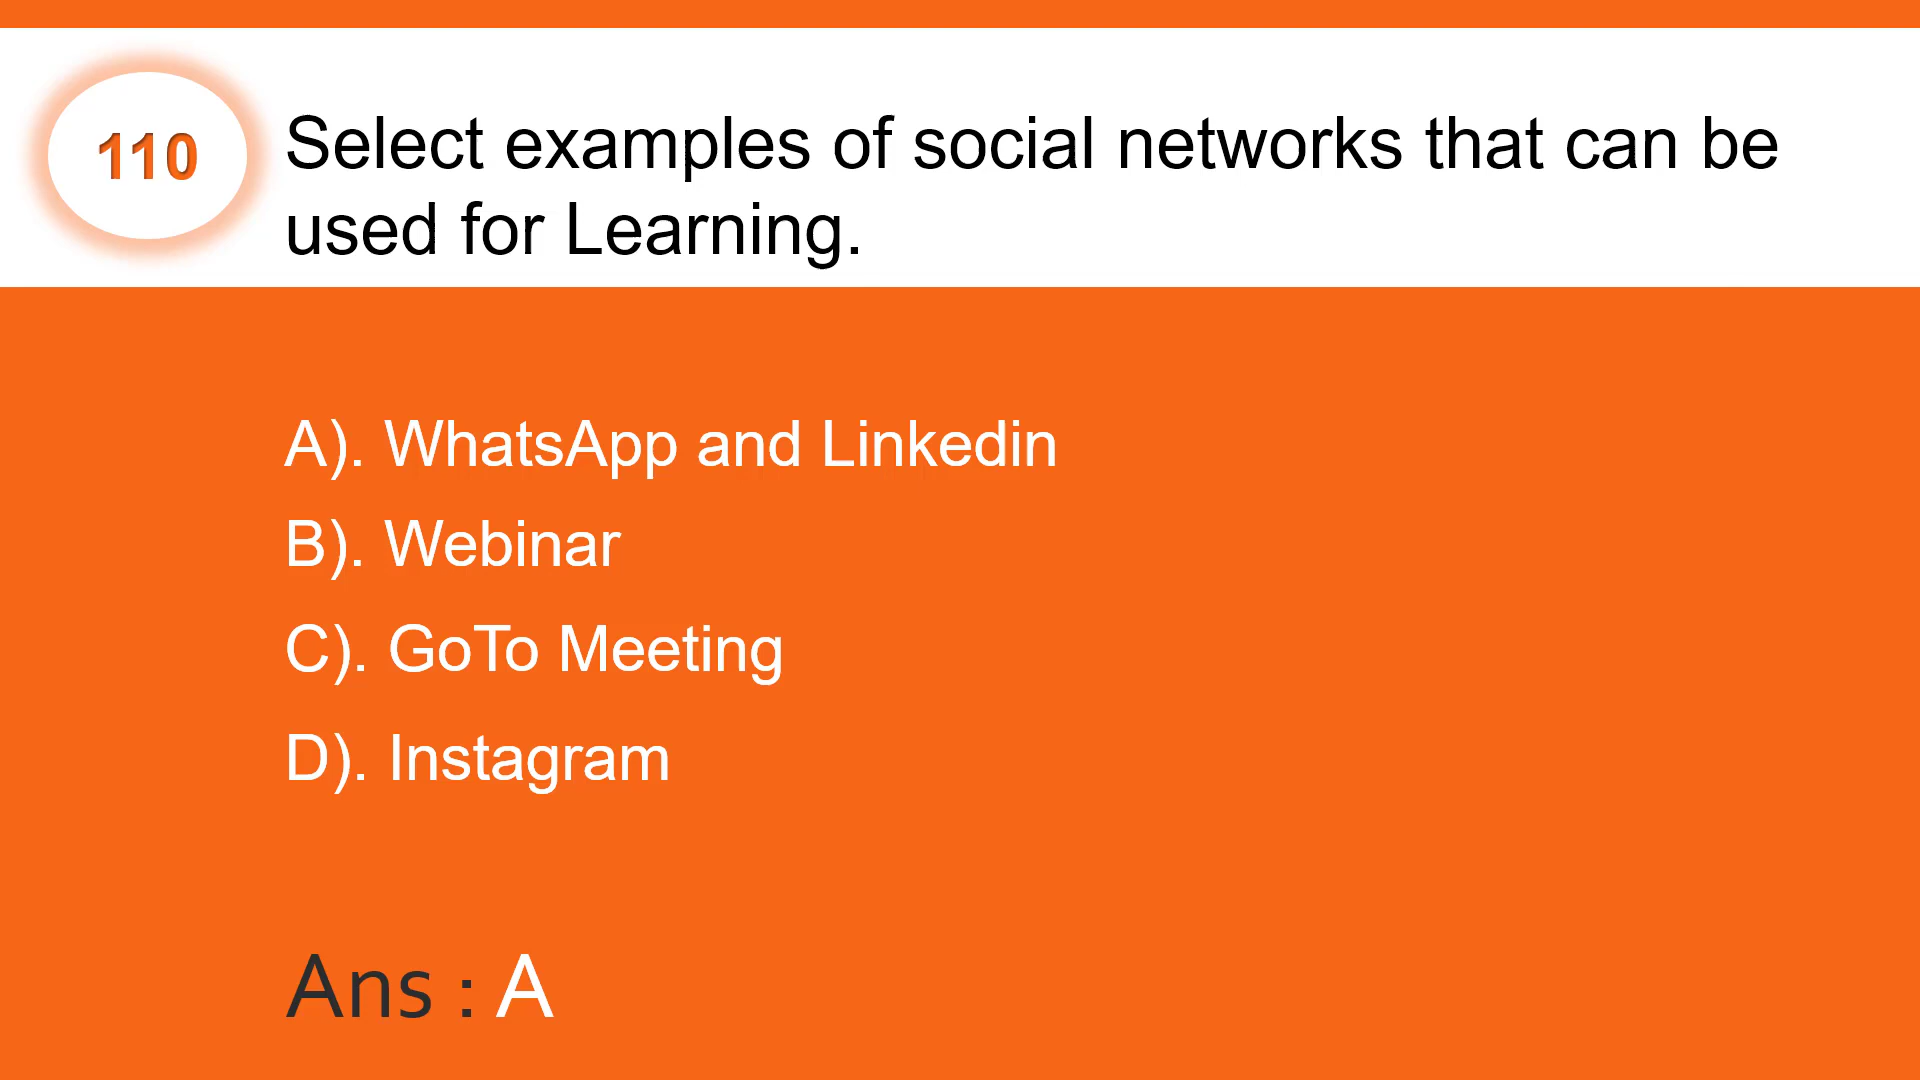 110
Select examples of social networks that can be
used for Learning.
A). WhatsApp and Linkedin
B). Webinar
C). GoTo Meeting
D). Instagram
Ans : A